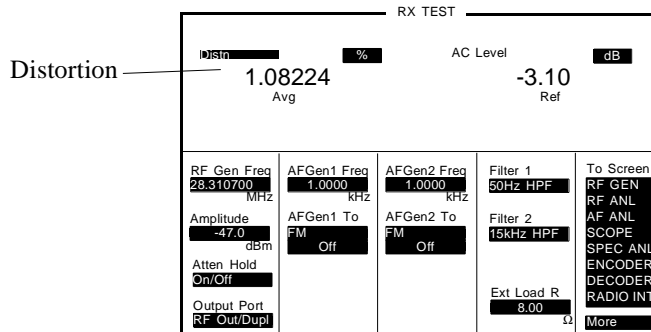 RX TEST
Distn % AC Level dB
Distortion
1.08224 -3.10
Avg Ref
RF Gen Freq AFGen1 Freq AFGen2 Freq Filter 1 To Screen
28.310700 1.0000 1.0000 50Hz HPF RF GEN
MHz kHz kHz RF ANL
Amplitude AFGen1 To AFGen2 To Filter 2 AF ANL
-47.0 FM FM 15kHz HPF SCOPE
dBm Off Off SPEC ANL
Atten Hold ENCODER
On/Off DECODER
Ext Load R RADIO INT
Output Port 8.00
RF Out/Dupl Ω More